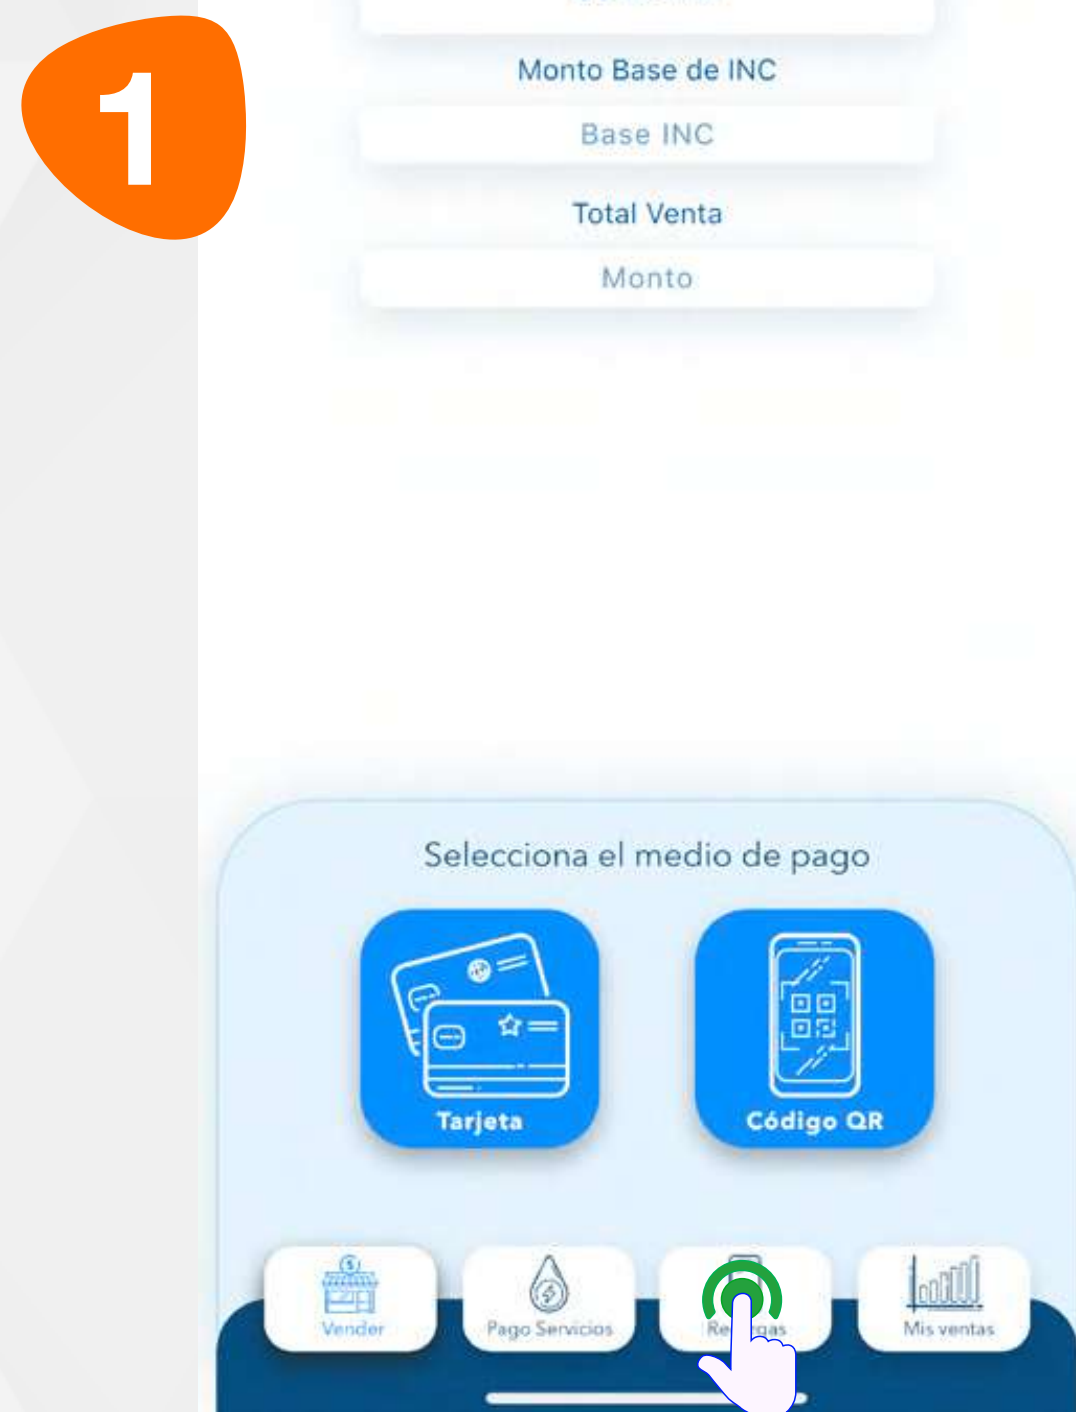 1
Monto Base de INC
Base INC
Total Venta
Monto
Selecciona el medio de pago
Tarjeta
Código QR
Vender
Pago Servicios
Recargas
Mis ventas